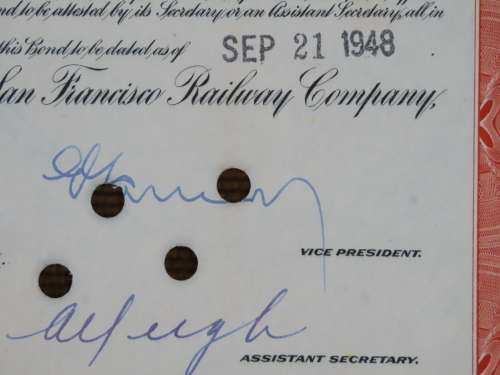 nd to be attested by its Secretary or an Assistant Secretary, all in
this Bond to be dated as of SEP 21 1948
San Francisco Railway Company,
VICE PRESIDENT.
ASSISTANT SECRETARY.